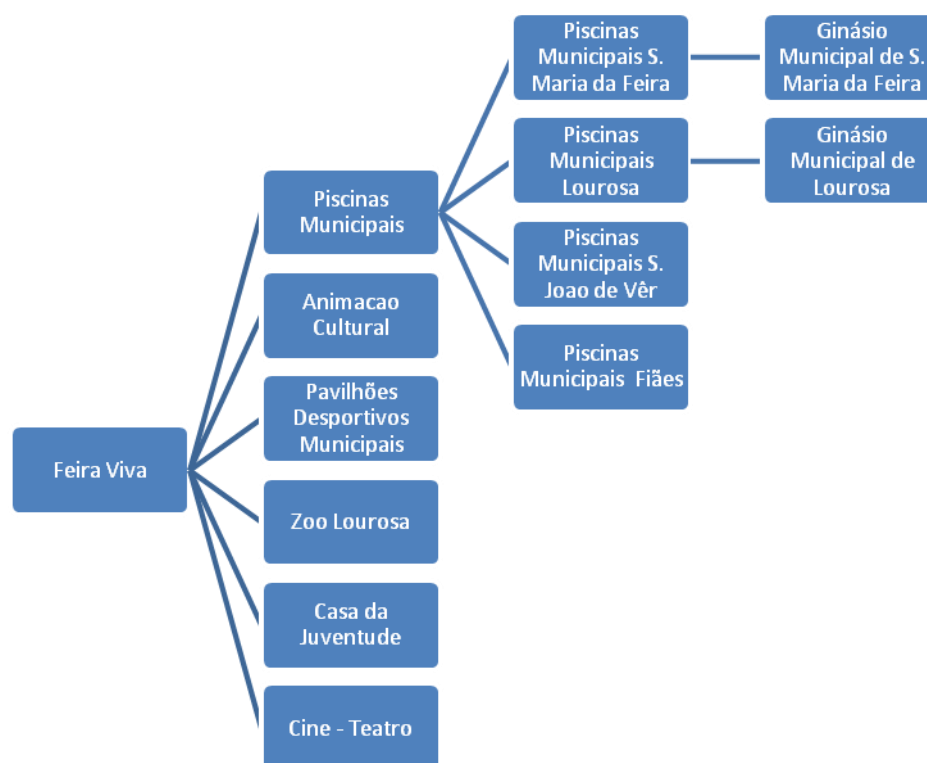 Piscinas
Municipais S.
Maria da Feira
Ginásio
Municipal de S.
Maria da Feira
Piscinas
Municipais
Lourosa
Ginásio
Municipal de
Lourosa
Piscinas
Municipais
Piscinas
Municipais S.
Joao de Vêr
Animacao
Cultural
Piscinas
Municipais Fiães
Pavilhões
Desportivos
Municipais
Feira Viva
Zoo Lourosa
Casa da
Juventude
Cine - Teatro